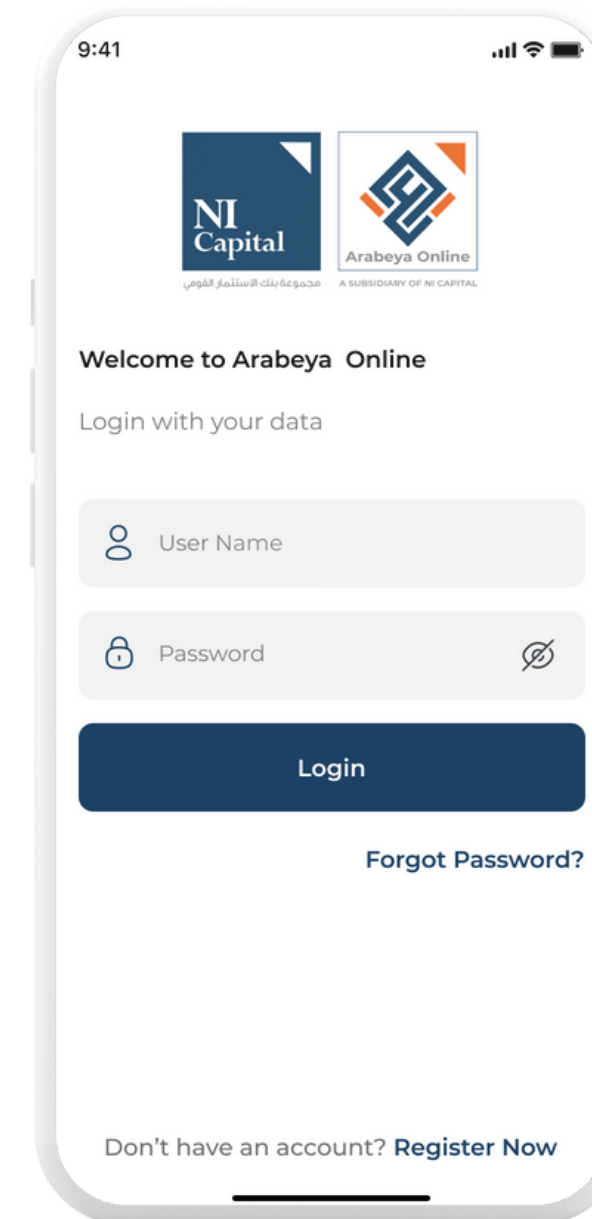 9:41
NI
Capital
مجموعة بنك الاستثمار القومي
Arabeya Online
A SUBSIDIARY OF NI CAPITAL
Welcome to Arabeya Online
Login with your data
User Name
Password
Login
Forgot Password?
Don’t have an account? Register Now